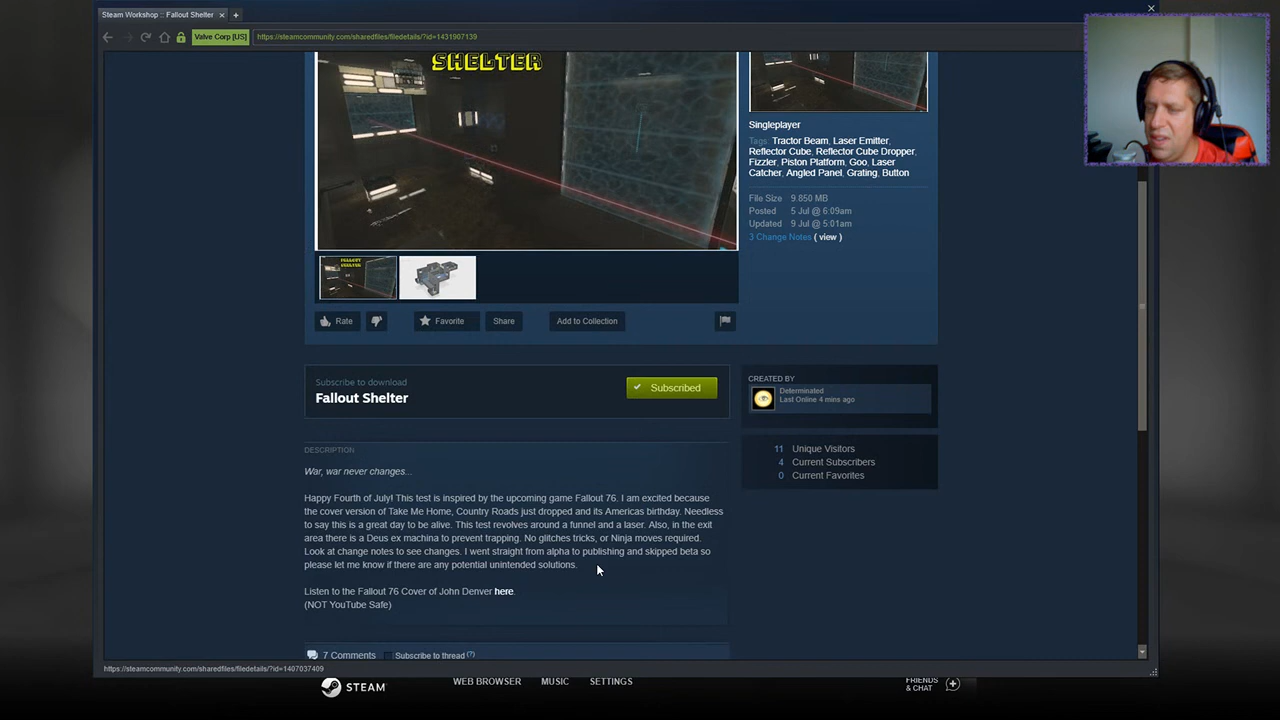 Steam Workshop :: Fallout Shelter
Valve Corp [US]
https://steamcommunity.com/sharedfiles/filedetails/?id=1431907139
SHELTER
Singleplayer
Tags: Tractor Beam, Laser Emitter,
Reflector Cube, Reflector Cube Dropper,
Fizzler, Piston Platform, Goo, Laser
Catcher, Angled Panel, Grating, Button
File Size 9.850 MB
Posted 5 Jul @ 6:09am
Updated 9 Jul @ 5:01am
3 Change Notes ( view )
FALLOUT
SHELTER
Rate
Favorite
Share
Add to Collection
Subscribe to download
Fallout Shelter
Subscribed
CREATED BY
Determinated
Last Online 4 mins ago
11 Unique Visitors
4 Current Subscribers
0 Current Favorites
DESCRIPTION
War, war never changes...
Happy Fourth of July! This test is inspired by the upcoming game Fallout 76. I am excited because
the cover version of Take Me Home, Country Roads just dropped and its Americas birthday. Needless
to say this is a great day to be alive. This test revolves around a funnel and a laser. Also, in the exit
area there is a Deus ex machina to prevent trapping. No glitches tricks, or Ninja moves required.
Look at change notes to see changes. I went straight from alpha to publishing and skipped beta so
please let me know if there are any potential unintended solutions.
Listen to the Fallout 76 Cover of John Denver here.
(NOT YouTube Safe)
7 Comments
Subscribe to thread (?)
https://steamcommunity.com/sharedfiles/filedetails/?id=1407037409
STEAM
WEB BROWSER
MUSIC
SETTINGS
FRIENDS
& CHAT